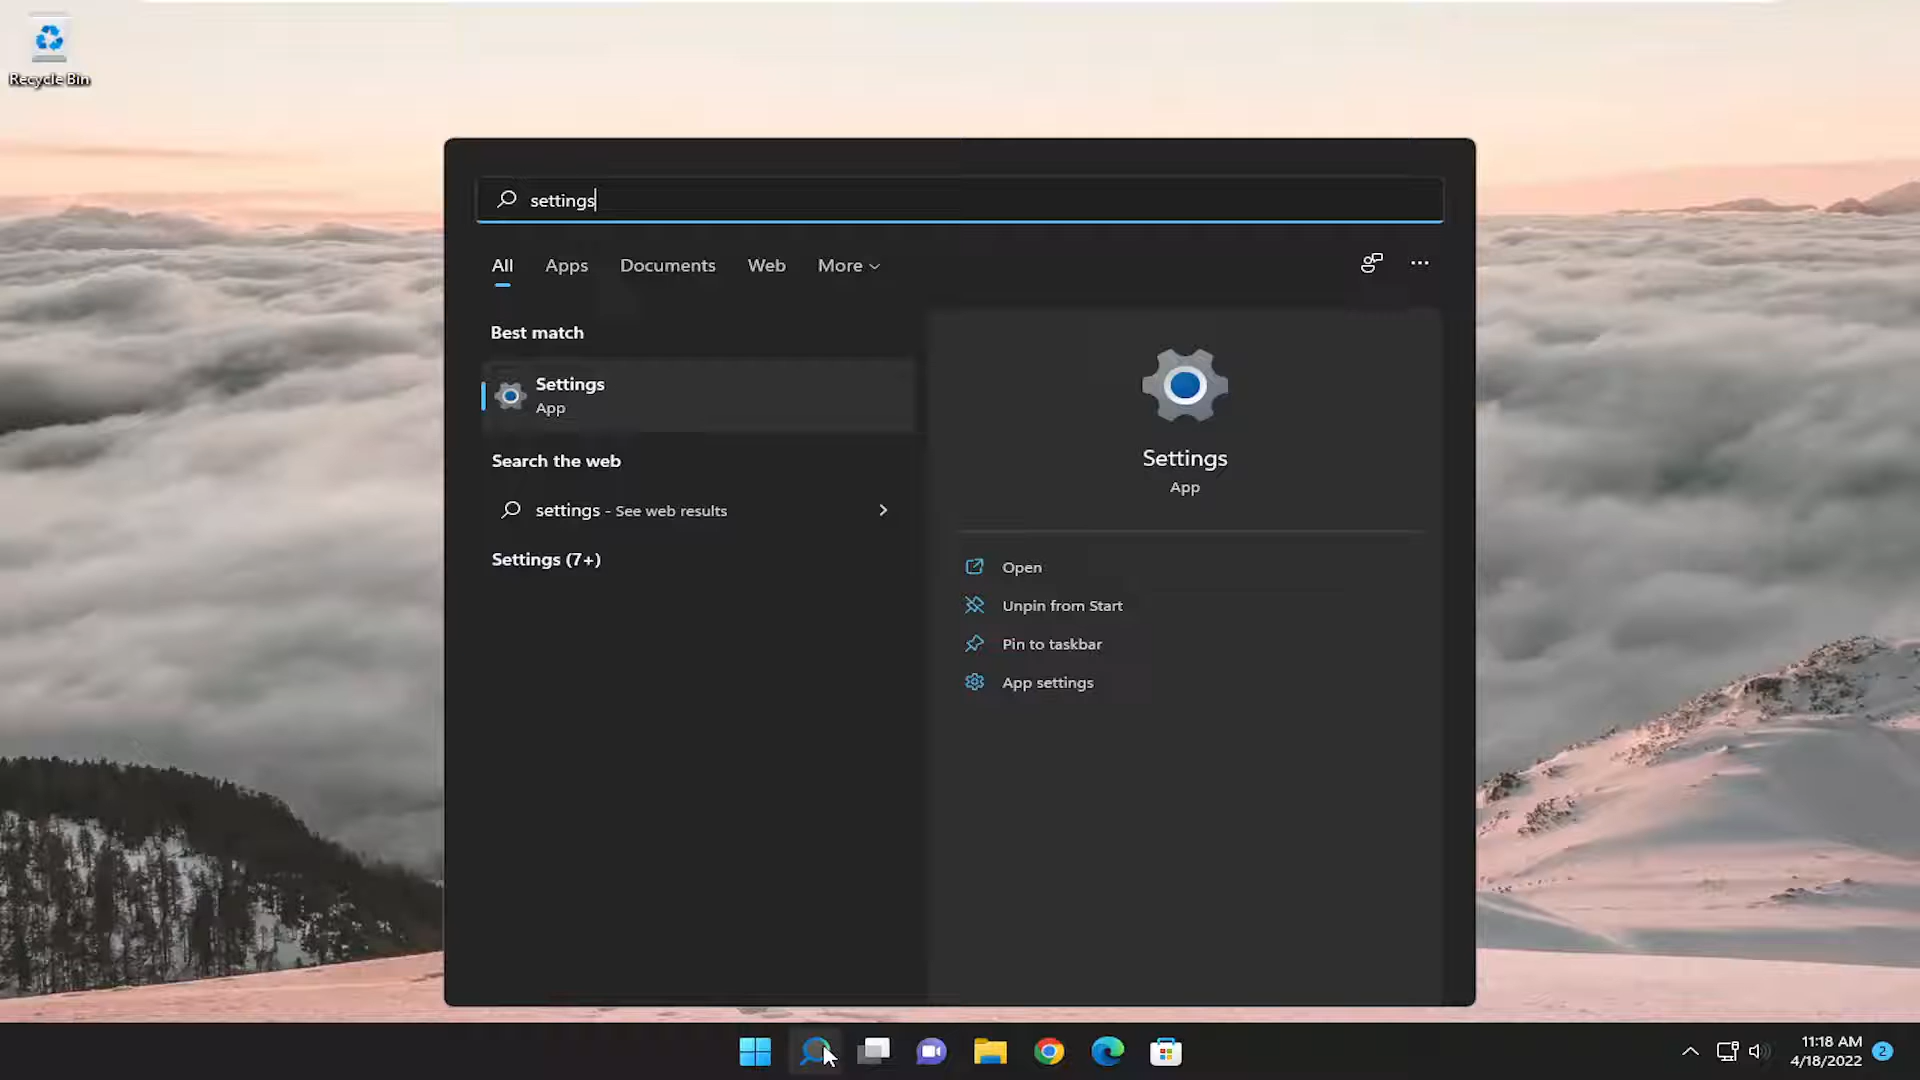 Recycle Bin
settings
All Apps Documents Web More
Best match
Settings
App
Search the web
settings - See web results
Settings (7+)
Settings
App
Open
Unpin from Start
Pin to taskbar
App settings
11:18 AM
4/18/2022
2